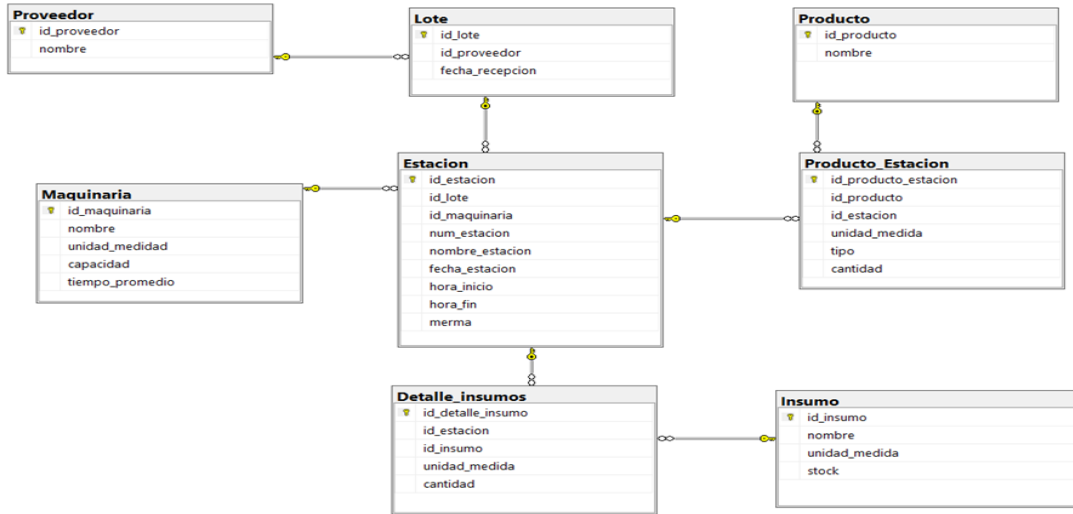 Proveedor
id_proveedor
nombre
Lote
id_lote
id_proveedor
fecha_recepcion
Producto
id_producto
nombre
Maquinaria
id_maquinaria
nombre
unidad_medidad
capacidad
tiempo_promedio
Estacion
id_estacion
id_lote
id_maquinaria
num_estacion
nombre_estacion
fecha_estacion
hora_inicio
hora_fin
merma
Producto_Estacion
id_producto_estacion
id_producto
id_estacion
unidad_medida
tipo
cantidad
Detalle_insumos
id_detalle_insumo
id_estacion
id_insumo
unidad_medida
cantidad
Insumo
id_insumo
nombre
unidad_medida
stock